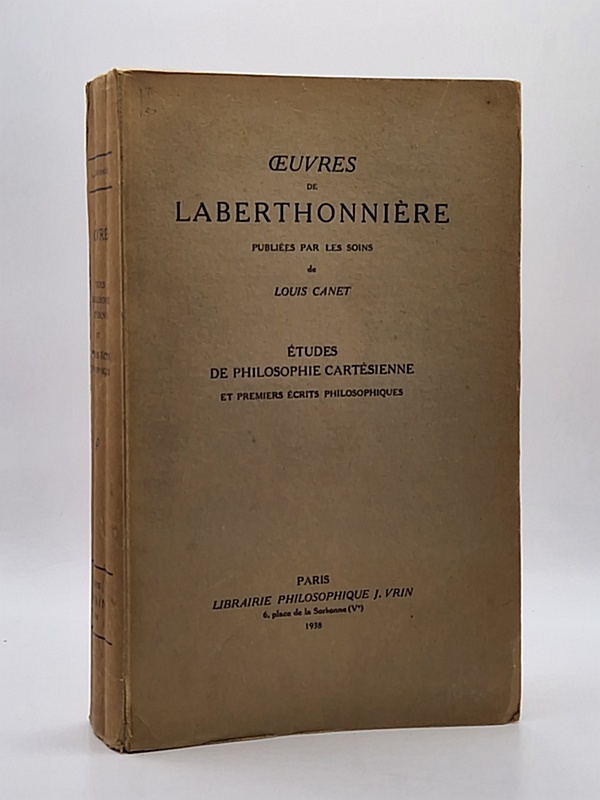 ŒUVRES
DE
LABERTHONNIÈRE
PUBLIÉES PAR LES SOINS
de
LOUIS CANET
ÉTUDES
DE PHILOSOPHIE CARTÉSIENNE
ET PREMIERS ÉCRITS PHILOSOPHIQUES
PARIS
LIBRAIRIE PHILOSOPHIQUE J. VRIN
6, place de la Sorbonne (Vᵉ)
1938